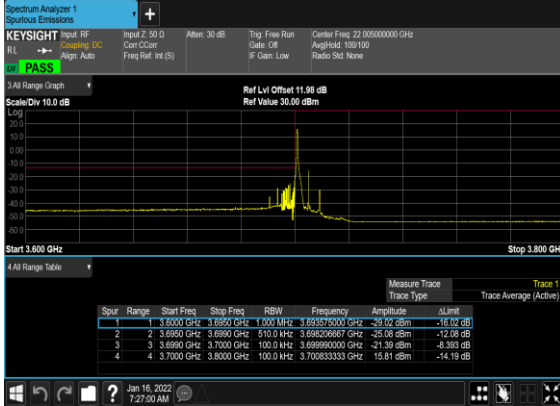 Spectrum Analyzer 1
Spurious Emissions
KEYSIGHT Input: RF Input Z: 50 Ω Atten: 30 dB Trig: Free Run Center Freq: 22.005000000 GHz
RL Coupling: DC Corr CCorr Gate: Off Avg|Hold: 100/100
Align: Auto Freq Ref: Int (S) IF Gain: Low Radio Std: None
PASS
3 All Range Graph
Ref Lvl Offset 11.98 dB
Scale/Div 10.0 dB Ref Value 30.00 dBm
Log
20.0
10.0
0.00
-10.0
-20.0
-30.0
-40.0
-50.0
-60.0
Start 3.600 GHz Stop 3.800 GH
4 All Range Table
Measure Trace Trace 1
Trace Type Trace Average (Active)
Spur Range Start Freq Stop Freq RBW Frequency Amplitude ΔLimit
1 1 3.6000 GHz 3.6950 GHz 1.000 MHz 3.693575000 GHz -29.02 dBm -16.02 dB
2 2 3.6950 GHz 3.6990 GHz 510.0 kHz 3.698206667 GHz -25.08 dBm -12.08 dB
3 3 3.6990 GHz 3.7000 GHz 100.0 kHz 3.699990000 GHz -21.39 dBm -8.393 dB
4 4 3.7000 GHz 3.8000 GHz 100.0 kHz 3.700833333 GHz 15.81 dBm -14.19 dB
Jan 16, 2022
7:27:00 AM